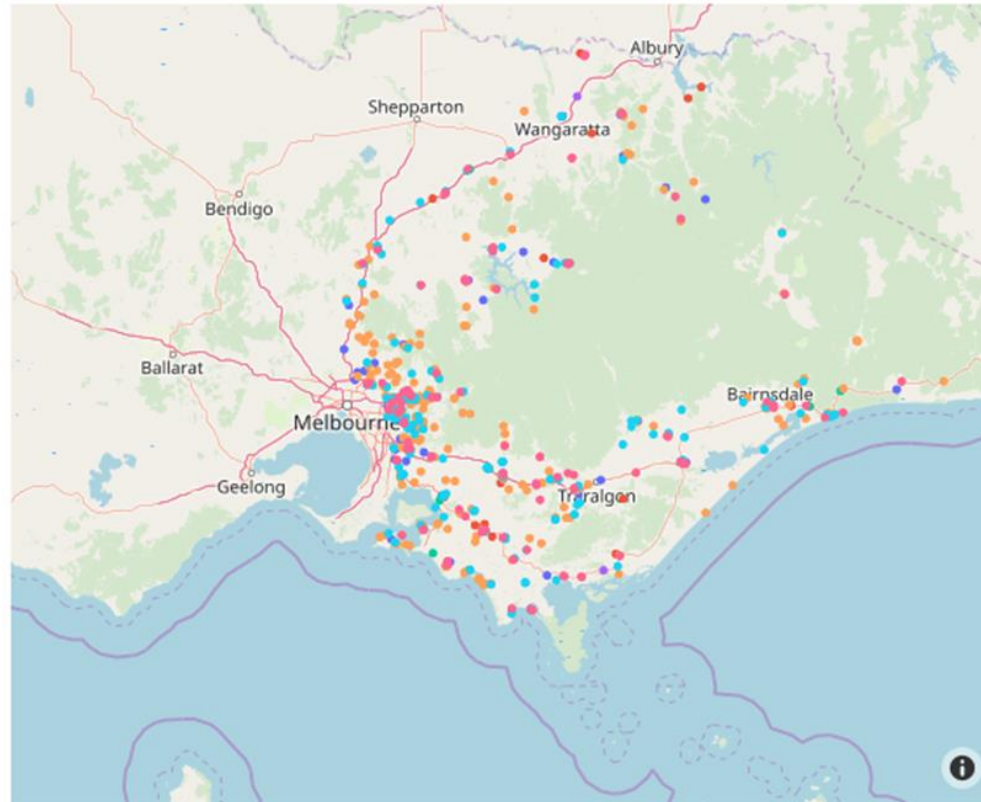 Albury
Shepparton
Wangaratta
Bendigo
Ballarat
Bairnsdale
Melbourne
Geelong
Traralgon
i